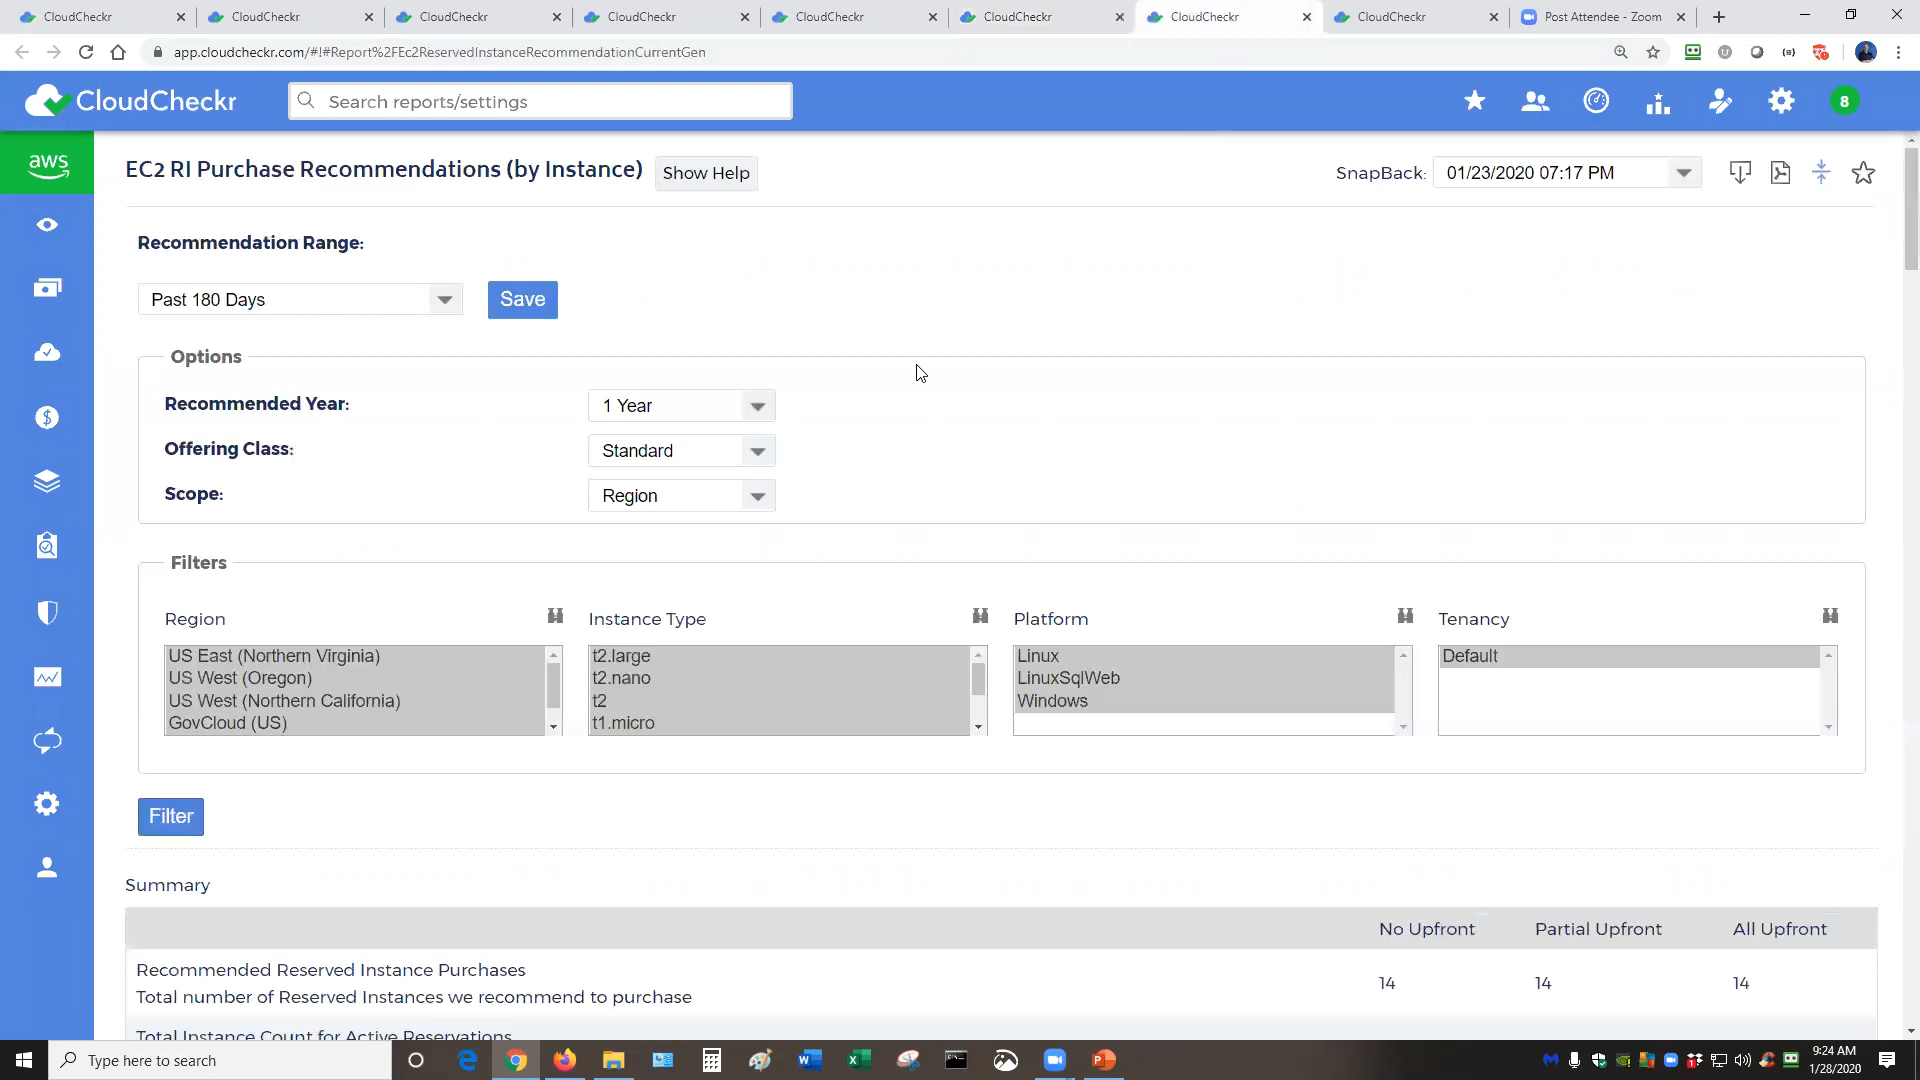 CloudCheckr
CloudCheckr
CloudCheckr
CloudCheckr
CloudCheckr
CloudCheckr
CloudCheckr
CloudCheckr
Post Attendee - Zoom
app.cloudcheckr.com/#!#Report%2FEc2ReservedInstanceRecommendationCurrentGen
CloudCheckr
Search reports/settings
8
aws
EC2 RI Purchase Recommendations (by Instance)
Show Help
SnapBack:
01/23/2020 07:17 PM
Recommendation Range:
Past 180 Days
Save
Options
Recommended Year:
1 Year
Offering Class:
Standard
Scope:
Region
Filters
Region
Instance Type
Platform
Tenancy
US East (Northern Virginia)
US West (Oregon)
US West (Northern California)
GovCloud (US)
t2.large
t2.nano
t2
t1.micro
Linux
LinuxSqlWeb
Windows
Default
Filter
Summary
No Upfront
Partial Upfront
All Upfront
Recommended Reserved Instance Purchases
Total number of Reserved Instances we recommend to purchase
14
14
14
Total Instance Count for Active Reservations
Type here to search
9:24 AM
1/28/2020